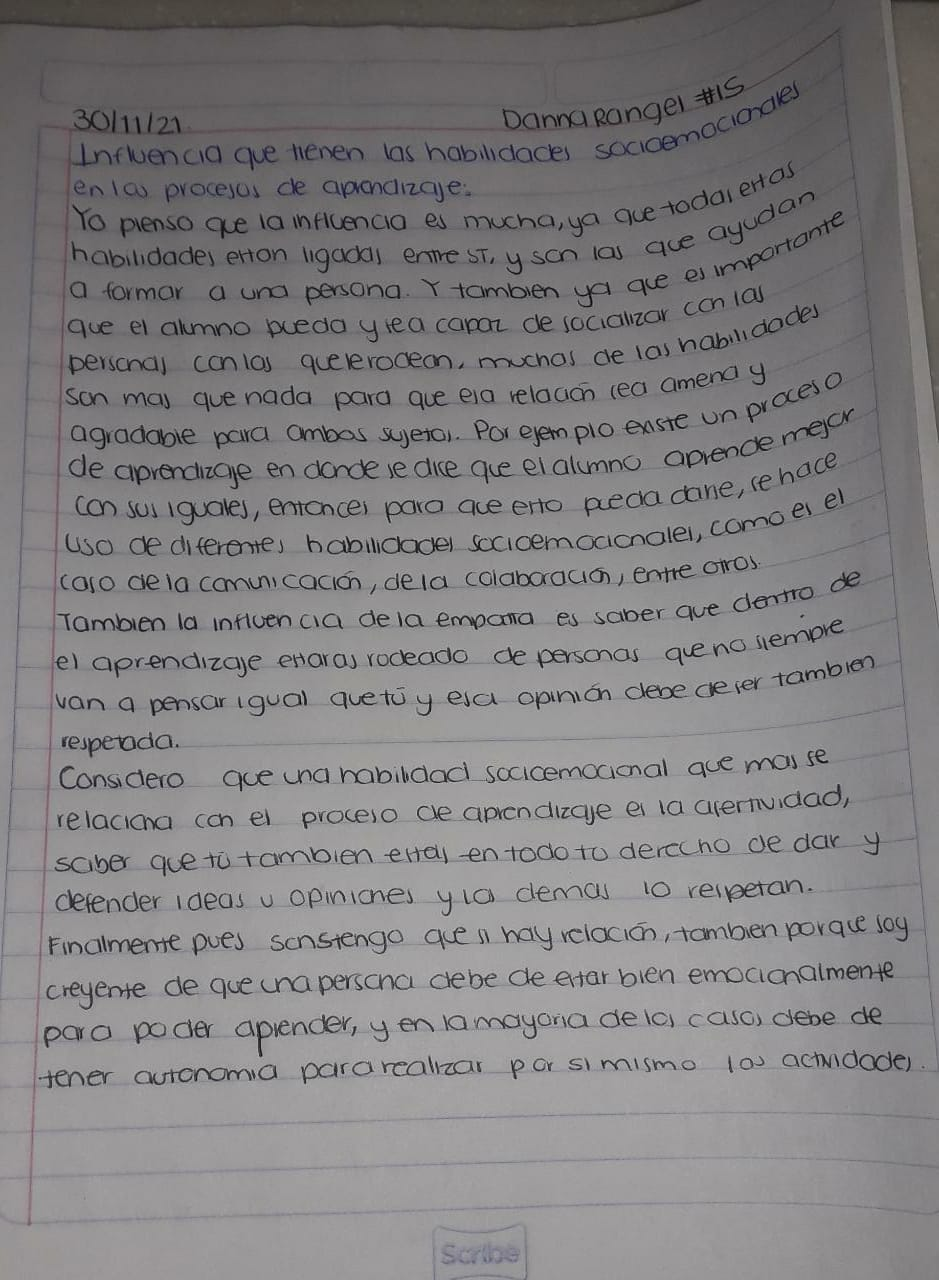 30/11/21
Danna Rangel #15
Influencia que tienen las habilidades socioemocionales
en los procesos de aprendizaje.
Yo pienso que la influencia es mucha, ya que todas estas
habilidades estan ligadas entre si, y son las que ayudan
a formar a una persona. Y tambien ya que es importante
que el alumno pueda y sea capaz de socializar con las
personas con las que le rodean, muchas de las habilidades
son mas que nada para que esa relación sea amena y
agradable para ambos sujetos. Por ejemplo existe un proceso
de aprendizaje en donde se dice que el alumno aprende mejor
con sus iguales, entonces para que esto pueda darse, se hace
uso de diferentes habilidades socioemocionales, como es el
caso de la comunicación, de la colaboración, entre otros.
Tambien la influencia de la empatia es saber que dentro de
el aprendizaje estaras rodeado de personas que no siempre
van a pensar igual que tú y esa opinión debe de ser tambien
respetada.
Considero que una habilidad socioemocional que mas se
relaciona con el proceso de aprendizaje es la asertividad,
saber que tú tambien estas en todo tu derecho de dar y
defender ideas u opiniones y los demas lo respetan.
Finalmente pues sonstengo que si hay relación, tambien porque soy
creyente de que una persona debe de estar bien emocionalmente
para poder aprender, y en la mayoria de los casos debe de
tener autonomia para realizar por si mismo las actividades.
Scribe